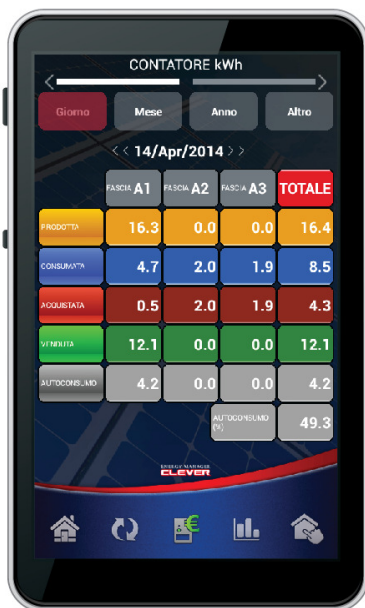 CONTATORE kWh
Giorno Mese Anno Altro
<< 14/Apr/2014 >>
FASCIA A1 FASCIA A2 FASCIA A3 TOTALE
PRODOTTA 16.3 0.0 0.0 16.4
CONSUMATA 4.7 2.0 1.9 8.5
ACQUISTATA 0.5 2.0 1.9 4.3
VENDUTA 12.1 0.0 0.0 12.1
AUTOCONSUMO 4.2 0.0 0.0 4.2
AUTOCONSUMO 49.3
(%)
ENERGY MANAGER
CLEVER
€